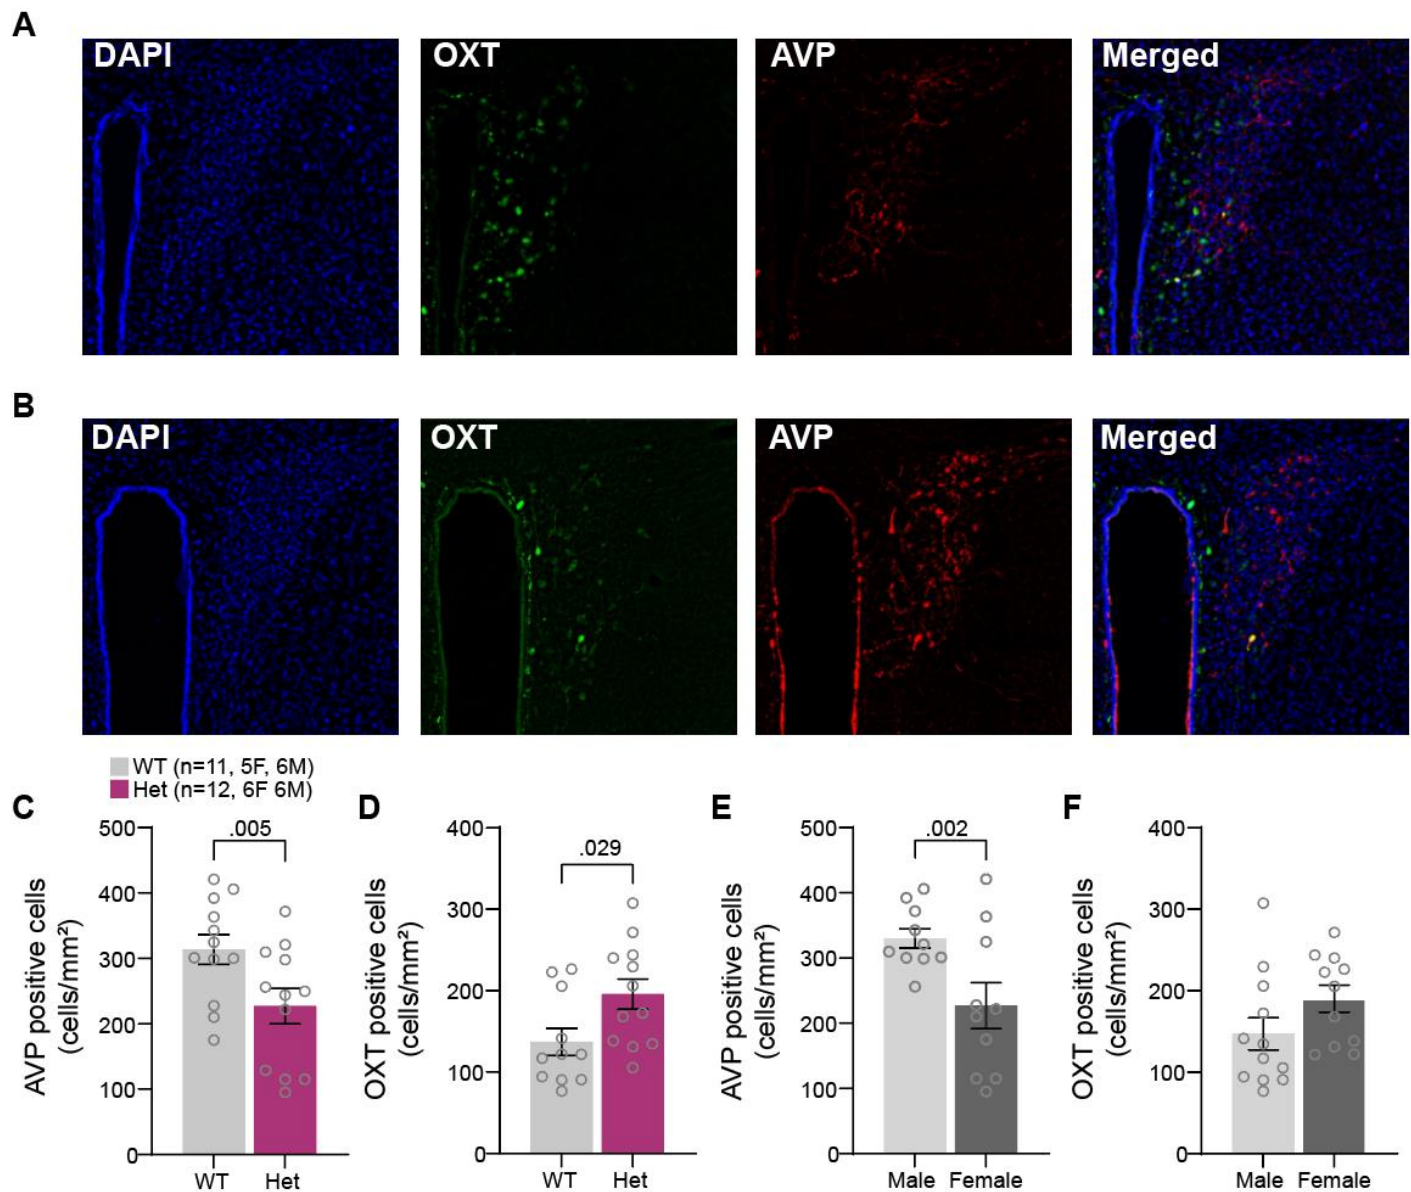 A
DAPI
OXT
AVP
Merged
B
DAPI
OXT
AVP
Merged
WT (n=11, 5F, 6M)
Het (n=12, 6F 6M)
C
AVP positive cells
(cells/mm²)
500
400
300
200
100
0
.005
WT
Het
D
OXT positive cells
(cells/mm²)
400
300
200
100
0
.029
WT
Het
E
AVP positive cells
(cells/mm²)
500
400
300
200
100
0
.002
Male
Female
F
OXT positive cells
(cells/mm²)
400
300
200
100
0
Male
Female